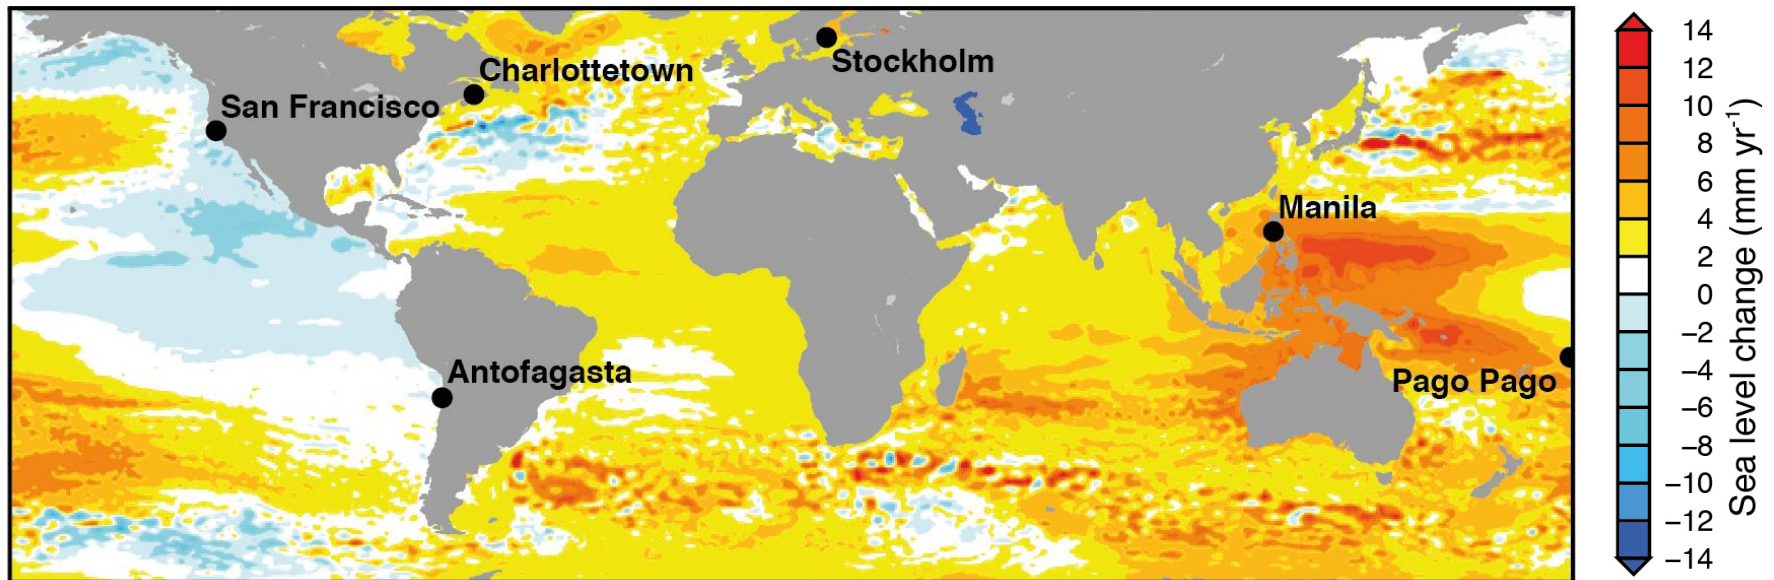 Stockholm
Charlottetown
San Francisco
Manila
Antofagasta
Pago Pago
14
12
10
8
6
4
2
0
−2
−4
−6
−8
−10
−12
−14
Sea level change (mm yr-1)